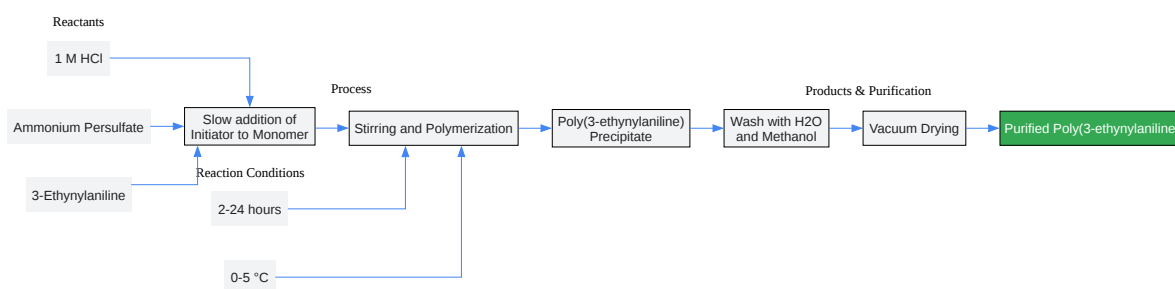 Reactants
1 M HCl
Process
Products & Purification
Ammonium Persulfate
Slow addition of
Initiator to Monomer
Stirring and Polymerization
Poly(3-ethynylaniline)
Precipitate
Wash with H2O
and Methanol
Vacuum Drying
Purified Poly(3-ethynylaniline
Reaction Conditions
3-Ethynylaniline
2-24 hours
0-5 °C